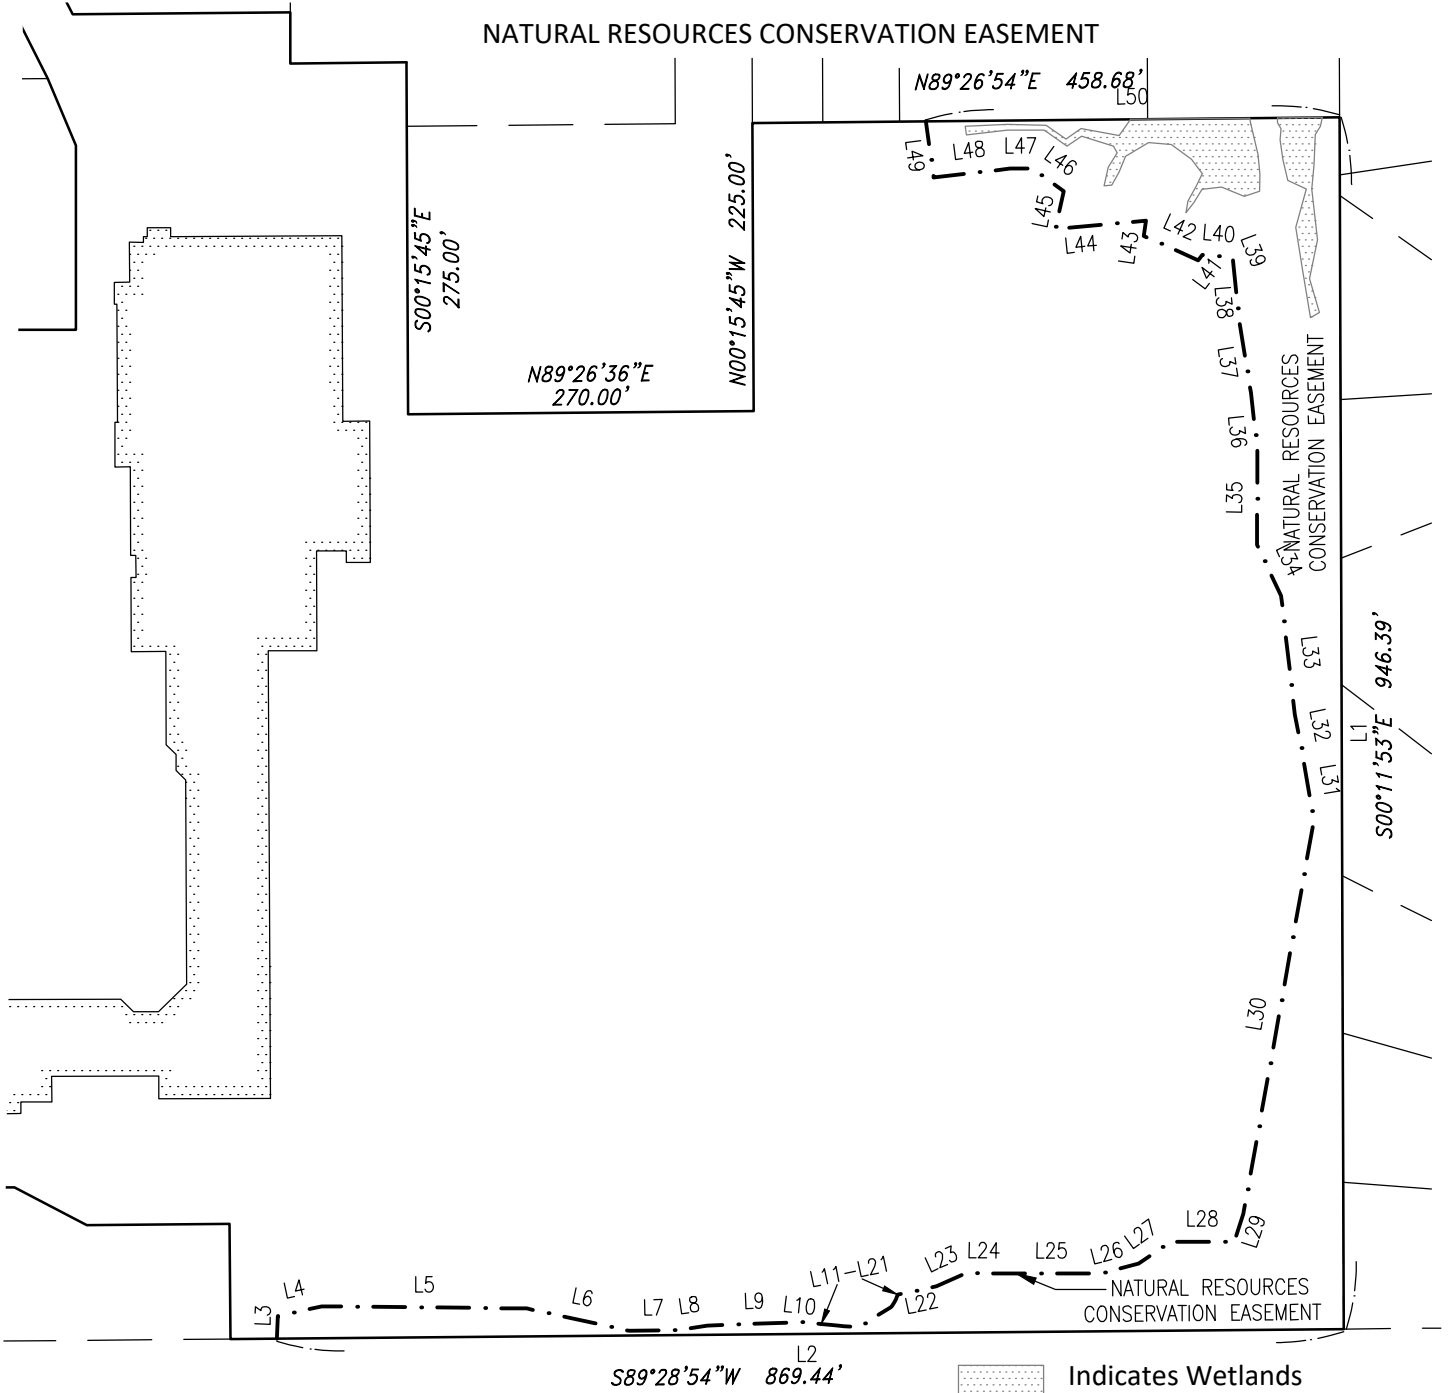 NATURAL RESOURCES CONSERVATION EASEMENT
N89°26'54"E 458.68'
L50
L49
L48
L47
L46
L45
L44
L43
L42
L40
L41
L39
L38
L37
L36
L35
L34
L33
L32
L31
L30
L29
S00°15'45"E
275.00'
N89°26'36"E
270.00'
N00°15'45"W 225.00'
NATURAL RESOURCES
CONSERVATION EASEMENT
L1
S00°11'53"E 946.39'
L3
L4
L5
L6
L7
L8
L9
L10
L11-L21
L22
L23
L24
L25
L26
L27
L28
NATURAL RESOURCES
CONSERVATION EASEMENT
L2
S89°28'54"W 869.44'
Indicates Wetlands